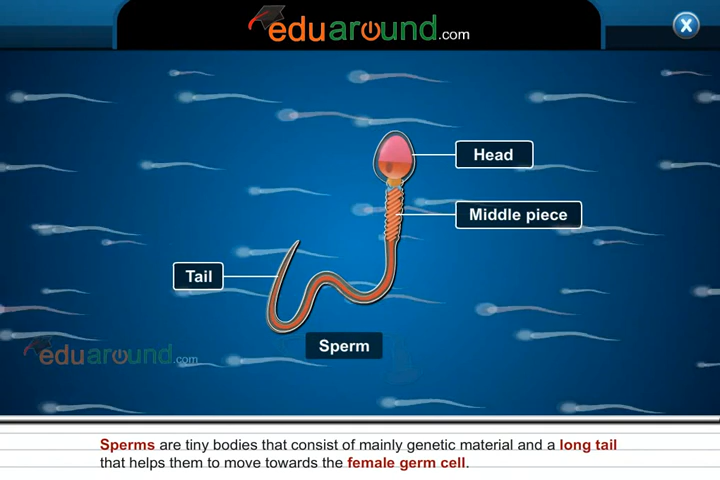 eduaround.com
X
Head
Middle piece
Tail
Sperm
eduaround.com
Sperms are tiny bodies that consist of mainly genetic material and a long tail
that helps them to move towards the female germ cell.